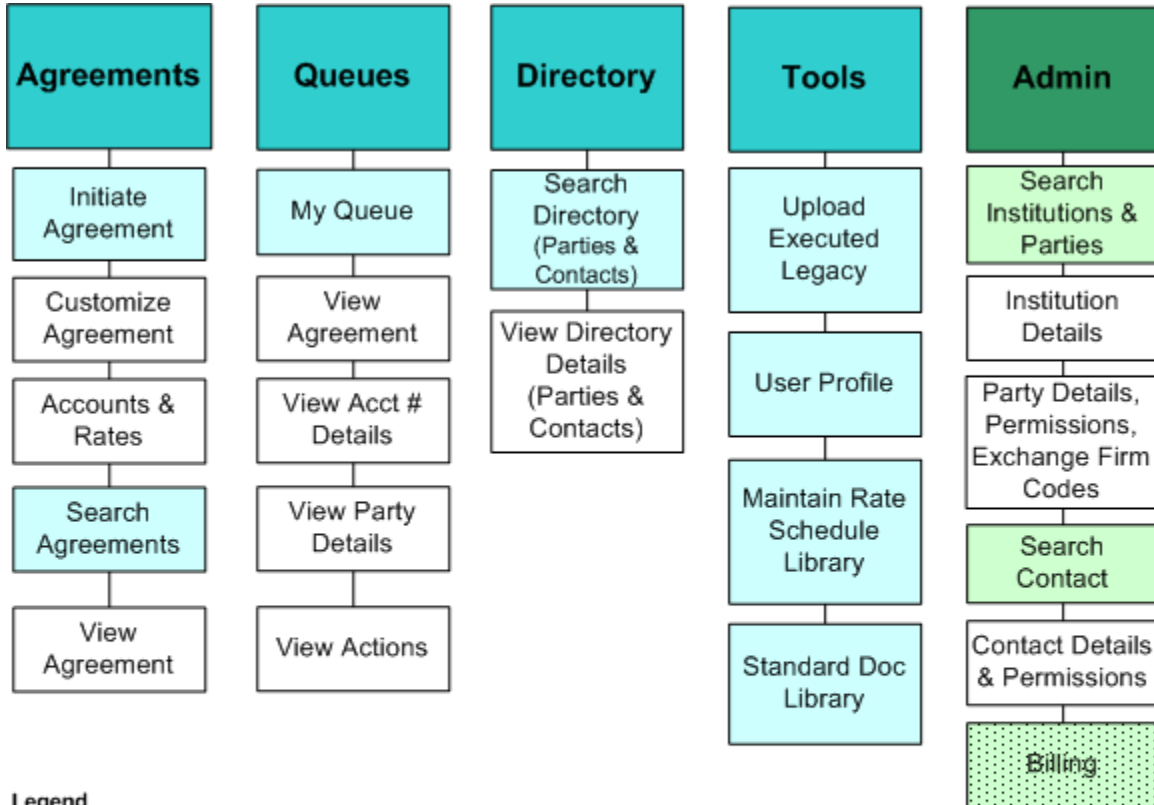 Agreements
Initiate
Agreement
Customize
Agreement
Accounts &
Rates
Search
Agreements
View
Agreement
Queues
My Queue
View
Agreement
View Acct #
Details
View Party
Details
View Actions
Directory
Search
Directory
(Parties &
Contacts)
View Directory
Details
(Parties &
Contacts)
Tools
Upload
Executed
Legacy
User Profile
Maintain Rate
Schedule
Library
Standard Doc
Library
Admin
Search
Institutions &
Parties
Institution
Details
Party Details,
Permissions,
Exchange Firm
Codes
Search
Contact
Contact Details
& Permissions
Billing
Legend